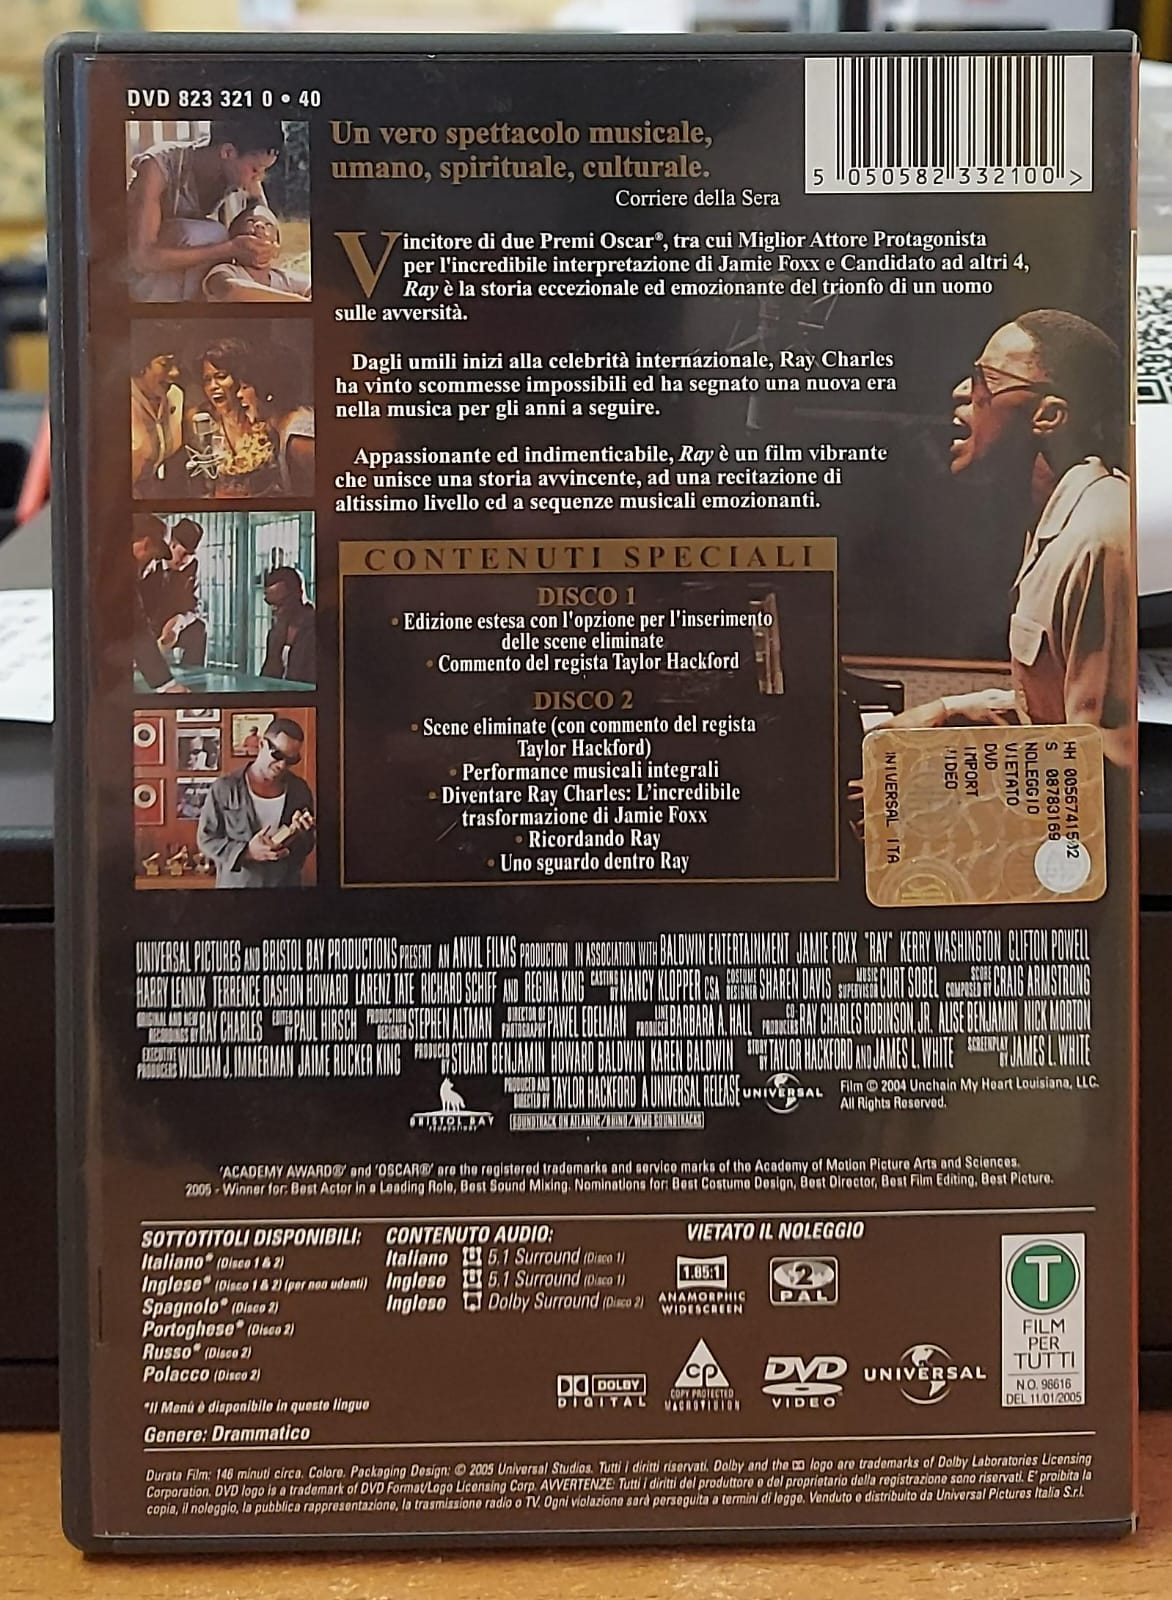 DVD 823 321 0 • 40
Un vero spettacolo musicale,
umano, spirituale, culturale.
Corriere della Sera
5 050582 332100 >
Vincitore di due Premi Oscar®, tra cui Miglior Attore Protagonista
per l'incredibile interpretazione di Jamie Foxx e Candidato ad altri 4,
Ray è la storia eccezionale ed emozionante del trionfo di un uomo
sulle avversità.
Dagli umili inizi alla celebrità internazionale, Ray Charles
ha vinto scommesse impossibili ed ha segnato una nuova era
nella musica per gli anni a seguire.
Appassionante ed indimenticabile, Ray è un film vibrante
che unisce una storia avvincente, ad una recitazione di
altissimo livello ed a sequenze musicali emozionanti.
CONTENUTI SPECIALI
DISCO 1
• Edizione estesa con l'opzione per l'inserimento
delle scene eliminate
• Commento del regista Taylor Hackford
DISCO 2
• Scene eliminate (con commento del regista
Taylor Hackford)
• Performance musicali integrali
• Diventare Ray Charles: L'incredibile
trasformazione di Jamie Foxx
• Ricordando Ray
• Uno sguardo dentro Ray
HH 00567415
S 08783169
NOLEGGIO
VIETATO
DVD
IMPORT
VIDEO
ITA
UNIVERSAL PICTURES AND BRISTOL BAY PRODUCTIONS PRESENT AN ANVIL FILMS PRODUCTION IN ASSOCIATION WITH BALDWIN ENTERTAINMENT JAMIE FOXX "RAY" KERRY WASHINGTON CLIFTON POWELL
HARRY LENNIX TERRENCE DASHON HOWARD LARENZ TATE RICHARD SCHIFF AND REGINA KING CASTING BY NANCY KLOPPER CSA COSTUME DESIGNER SHAREN DAVIS MUSIC SUPERVISOR CURT SOBEL SCORE COMPOSED BY CRAIG ARMSTRONG
ORIGINAL AND NEW RECORDINGS BY RAY CHARLES EDITED BY PAUL HIRSCH PRODUCTION DESIGNER STEPHEN ALTMAN DIRECTOR OF PHOTOGRAPHY PAWEL EDELMAN LINE PRODUCER BARBARA A. HALL CO-PRODUCERS RAY CHARLES ROBINSON, JR. ALISE BENJAMIN NICK MORTON
EXECUTIVE PRODUCERS WILLIAM J. IMMERMAN JAIME RUCKER KING PRODUCED BY STUART BENJAMIN HOWARD BALDWIN KAREN BALDWIN STORY BY TAYLOR HACKFORD AND JAMES L. WHITE SCREENPLAY BY JAMES L. WHITE
BRISTOL BAY PRODUCTIONS
PRODUCED AND DIRECTED BY TAYLOR HACKFORD A UNIVERSAL RELEASE
UNIVERSAL
SOUNDTRACK ON ATLANTIC/RHINO/WMG SOUNDTRACKS
Film © 2004 Unchain My Heart Louisiana, LLC.
All Rights Reserved.
'ACADEMY AWARD®' and 'OSCAR®' are the registered trademarks and service marks of the Academy of Motion Picture Arts and Sciences.
2005 - Winner for: Best Actor in a Leading Role, Best Sound Mixing. Nominations for: Best Costume Design, Best Director, Best Film Editing, Best Picture.
SOTTOTITOLI DISPONIBILI:
Italiano* (Disco 1 & 2)
Inglese* (Disco 1 & 2) (per non udenti)
Spagnolo* (Disco 2)
Portoghese* (Disco 2)
Russo* (Disco 2)
Polacco (Disco 2)
*Il Menù è disponibile in queste lingue
Genere: Drammatico
CONTENUTO AUDIO:
Italiano 5.1 Surround (Disco 1)
Inglese 5.1 Surround (Disco 1)
Inglese Dolby Surround (Disco 2)
VIETATO IL NOLEGGIO
1.85:1
ANAMORPHIC
WIDESCREEN
2
PAL
DOLBY
DIGITAL
CP
COPY PROTECTED
MACROVISION
DVD
VIDEO
UNIVERSAL
T
FILM
PER
TUTTI
N.O. 98616
DEL 11/01/2005
Durata Film: 146 minuti circa. Colore. Packaging Design: © 2005 Universal Studios. Tutti i diritti riservati. Dolby and the logo are trademarks of Dolby Laboratories Licensing
Corporation. DVD logo is a trademark of DVD Format/Logo Licensing Corp. AVVERTENZE: Tutti i diritti del produttore e del proprietario della registrazione sono riservati. E' proibita la
copia, il noleggio, la pubblica rappresentazione, la trasmissione radio o TV. Ogni violazione sarà perseguita a termini di legge. Venduto e distribuito da Universal Pictures Italia S.r.l.